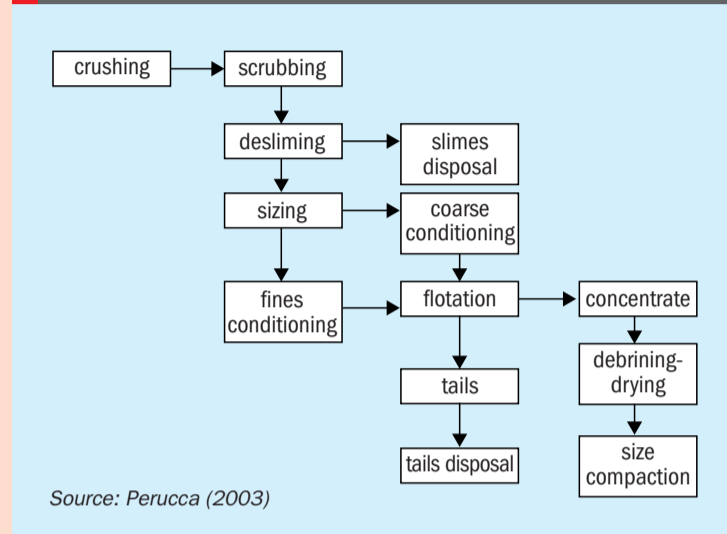 crushing
scrubbing
desliming
slimes
disposal
sizing
coarse
conditioning
fines
conditioning
flotation
concentrate
debrining-
drying
tails
size
compaction
tails disposal
Source: Perucca (2003)